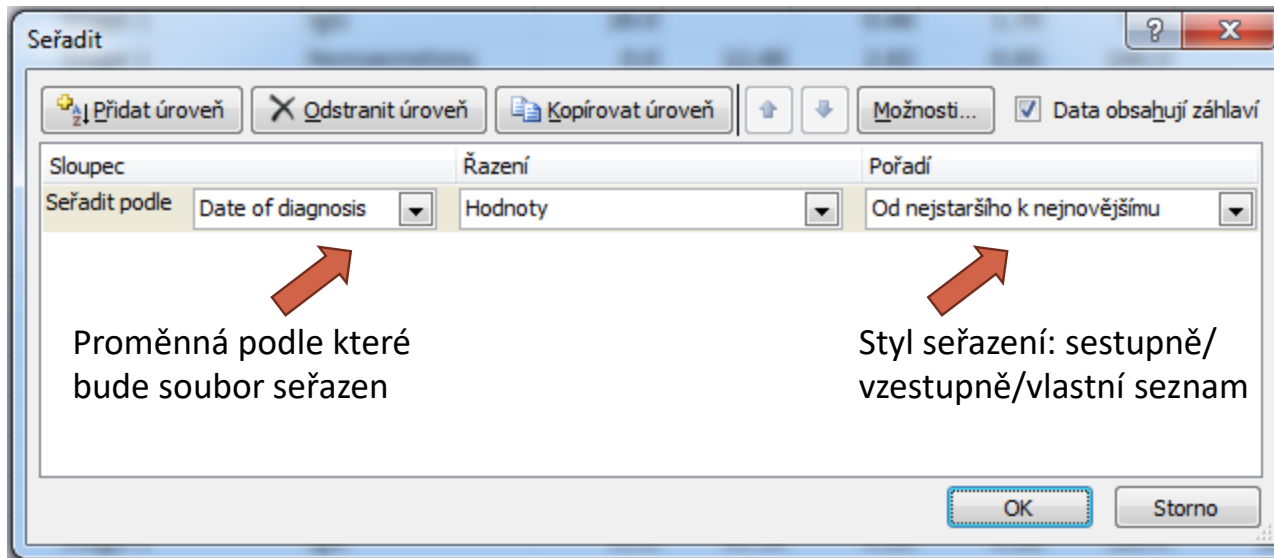 Seřadit
Přidat úroveň Odstranit úroveň Kopírovat úroveň Možnosti... Data obsahují záhlaví
Sloupec Řazení Pořadí
Seřadit podle Date of diagnosis Hodnoty Od nejstaršího k nejnovějšímu
Proměnná podle které
bude soubor seřazen
Styl seřazení: sestupně/
vzestupně/vlastní seznam
OK Storno